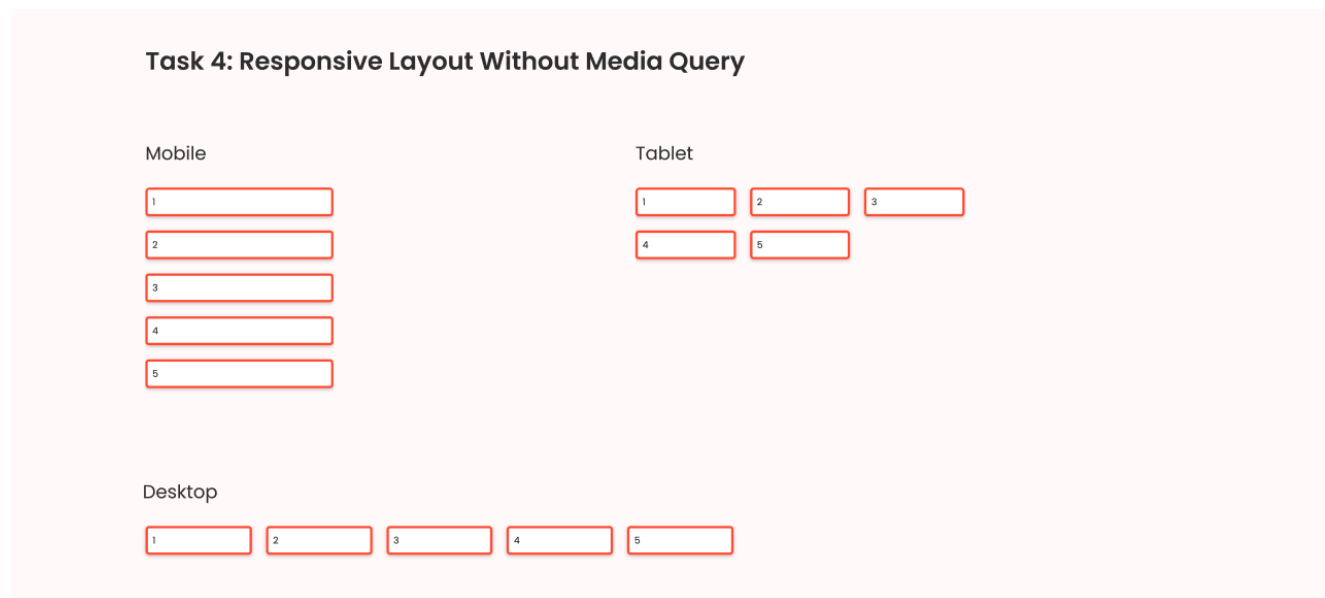 Task 4: Responsive Layout Without Media Query
Mobile
1
2
3
4
5
Tablet
1 2 3
4 5
Desktop
1 2 3 4 5